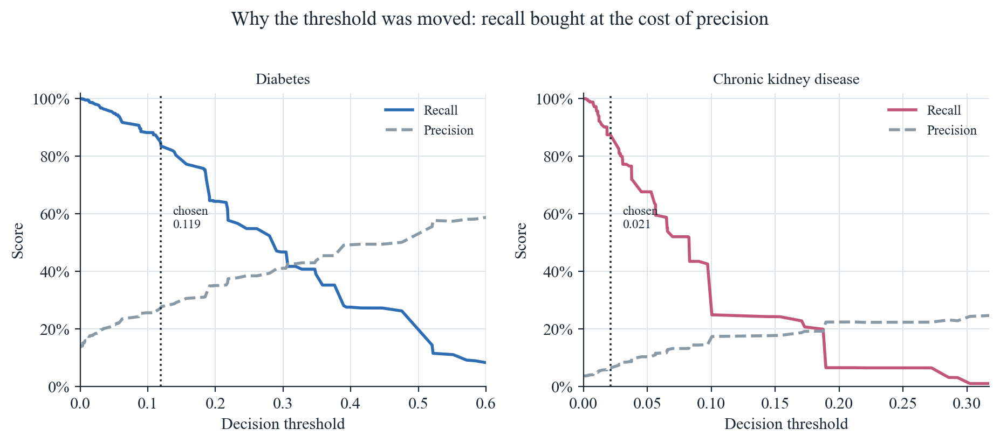 Why the threshold was moved: recall bought at the cost of precision
Diabetes
100%
80%
60%
40%
20%
0%
Score
Recall
Precision
chosen
0.119
0.0 0.1 0.2 0.3 0.4 0.5 0.6
Decision threshold
Chronic kidney disease
100%
80%
60%
40%
20%
0%
Score
Recall
Precision
chosen
0.021
0.00 0.05 0.10 0.15 0.20 0.25 0.30
Decision threshold